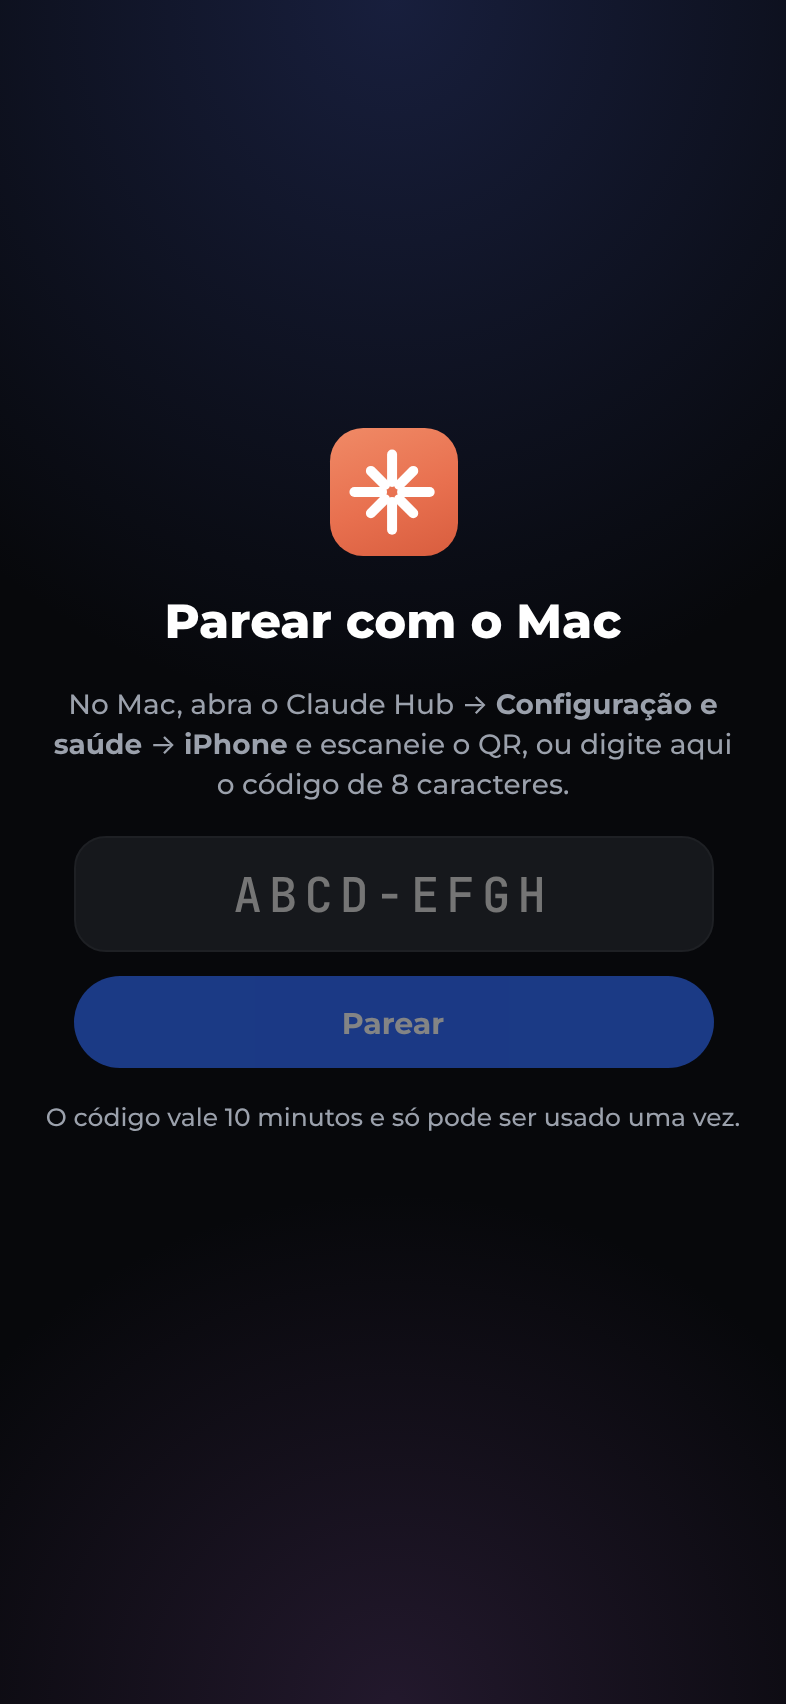 Parear com o Mac
No Mac, abra o Claude Hub → Configuração e
saúde → iPhone e escaneie o QR, ou digite aqui
o código de 8 caracteres.
ABCD-EFGH
Parear
O código vale 10 minutos e só pode ser usado uma vez.